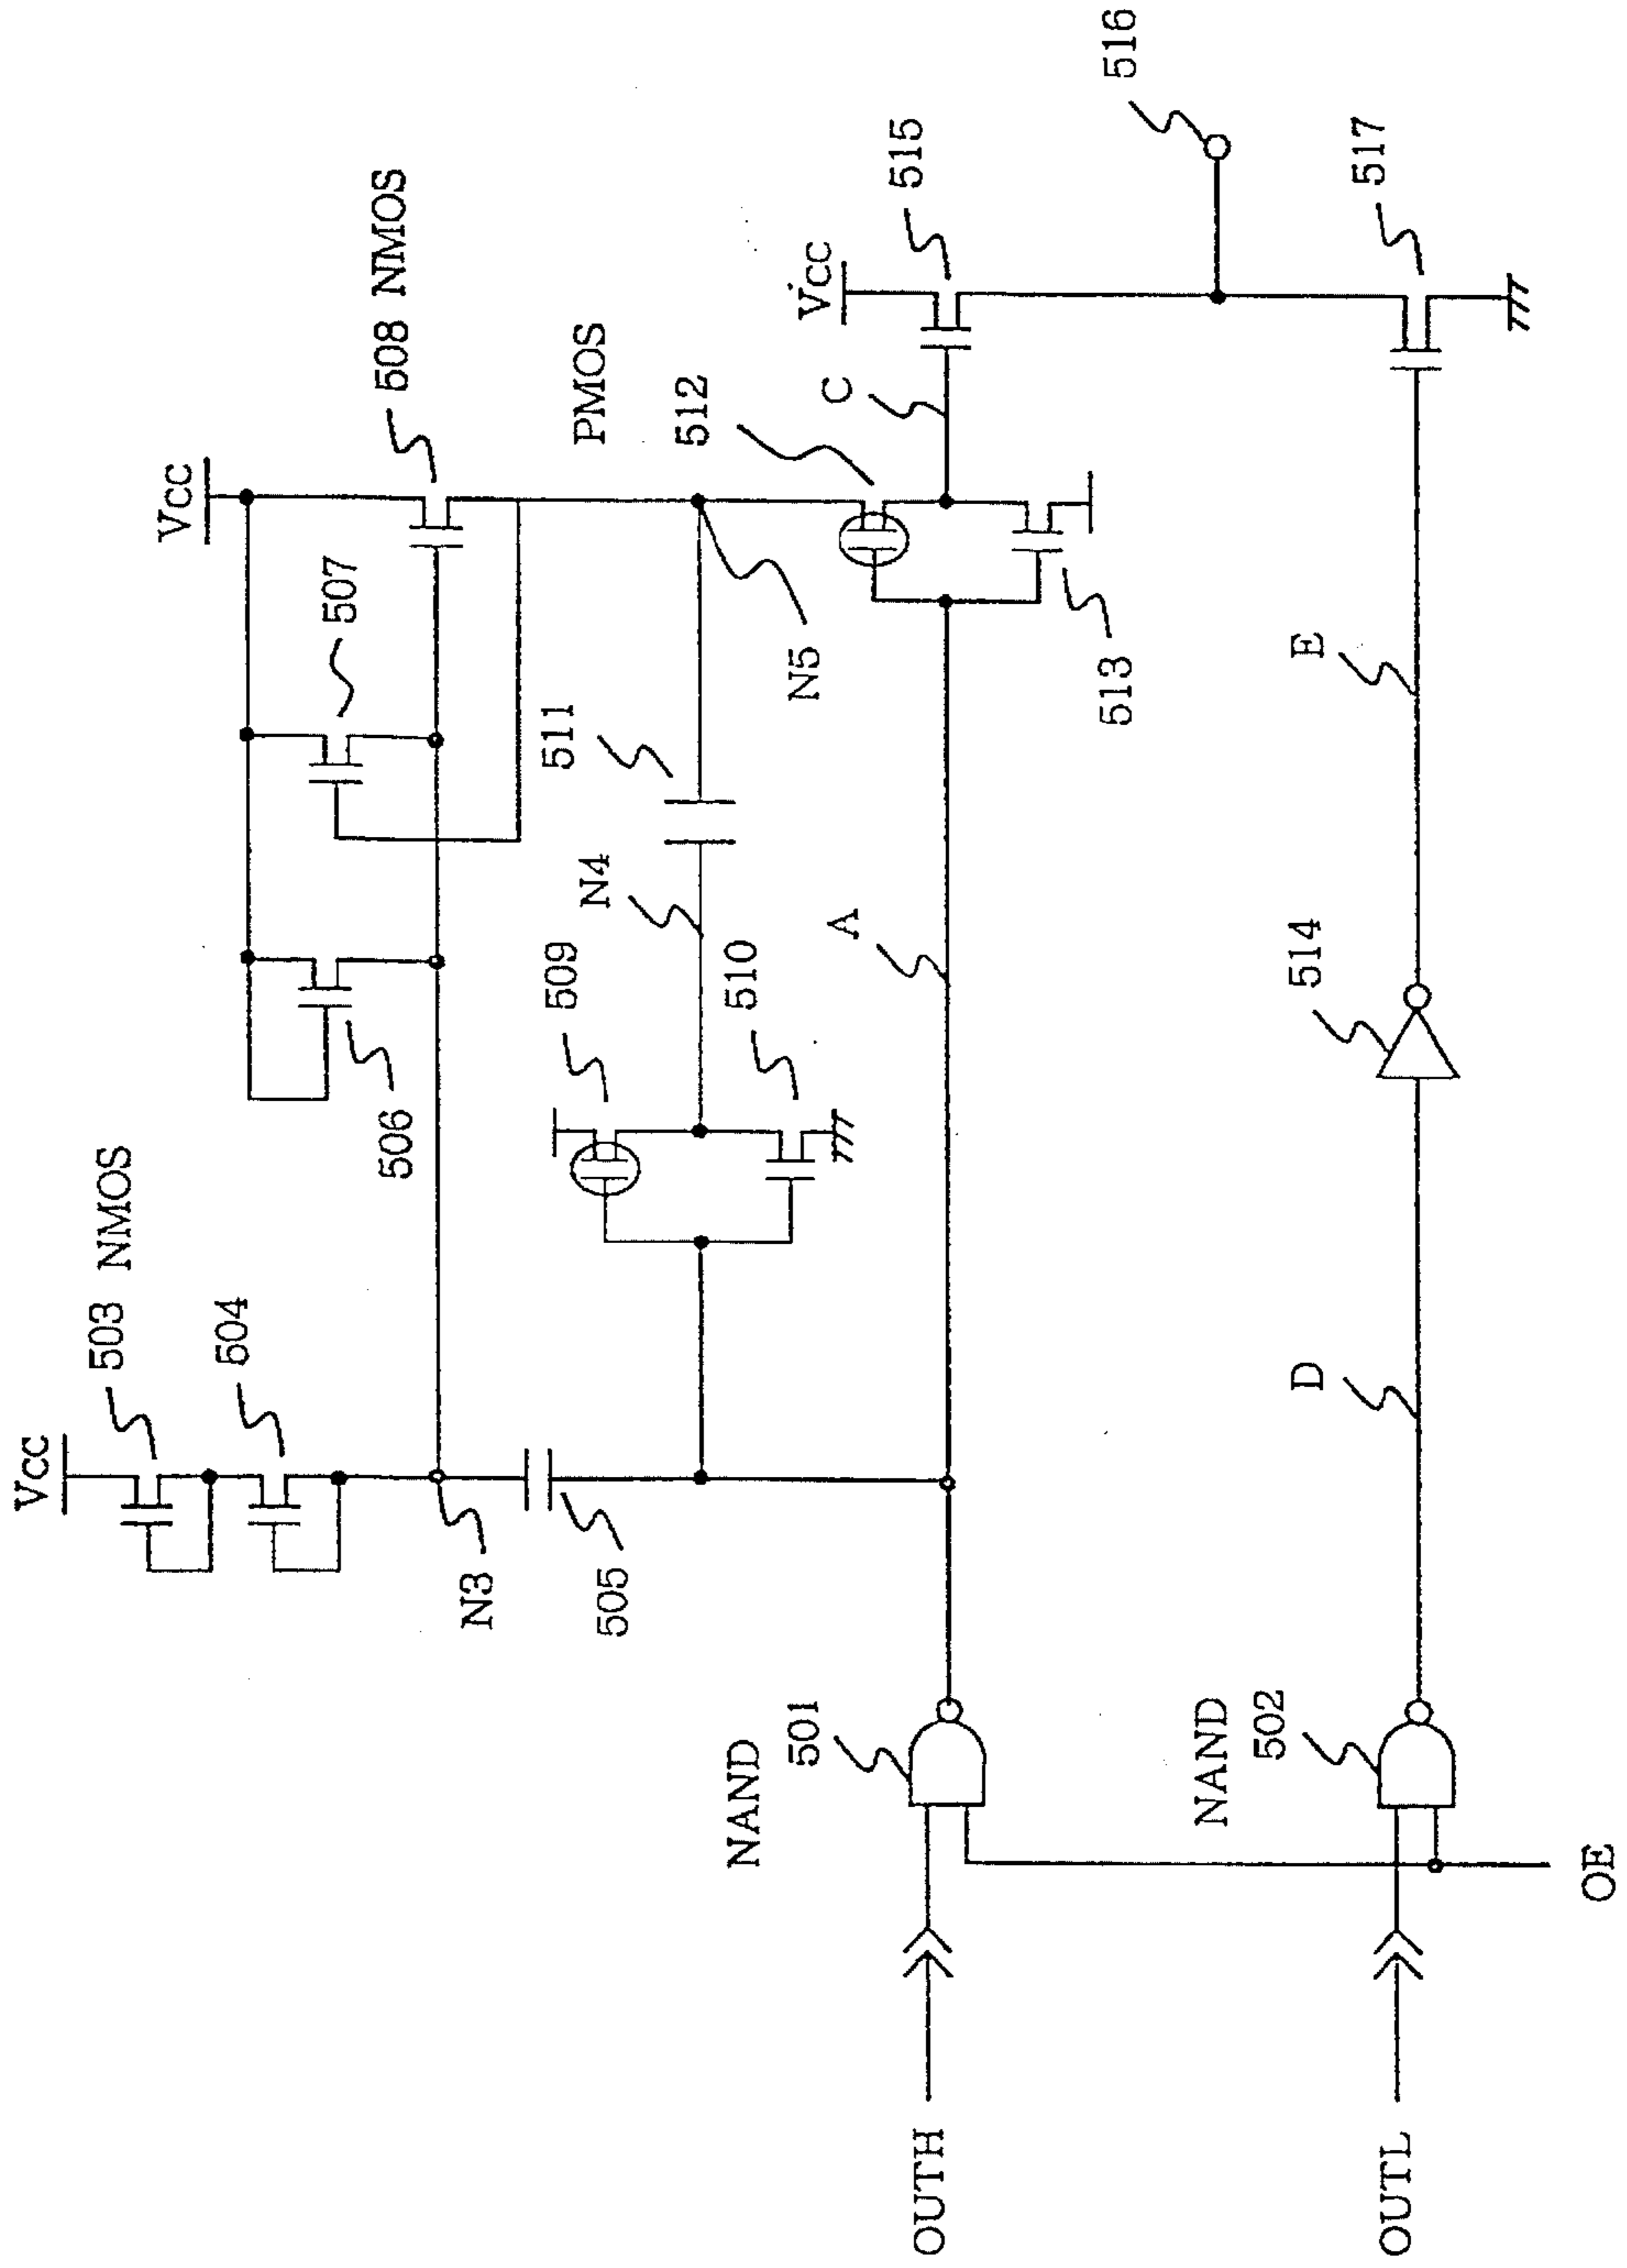 VCC
503 NMOS
504
N3
505
506
507
VCC
508 NMOS
509
N4
510
511
PMOS
512
N5
513
A
C
VCC
515
516
517
NAND
501
NAND
502
D
514
E
OUTH
OUTL
OE